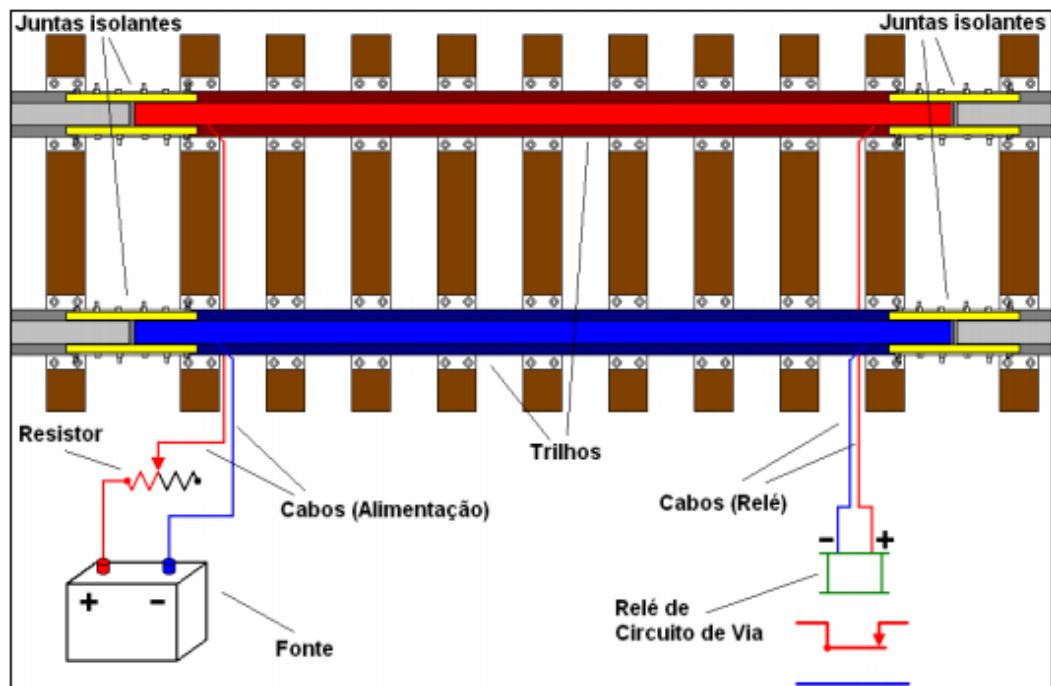 Juntas isolantes
Juntas isolantes
Resistor
Trilhos
Cabos (Alimentação)
Cabos (Relé)
- +
+ -
Fonte
Relé de
Circuito de Via